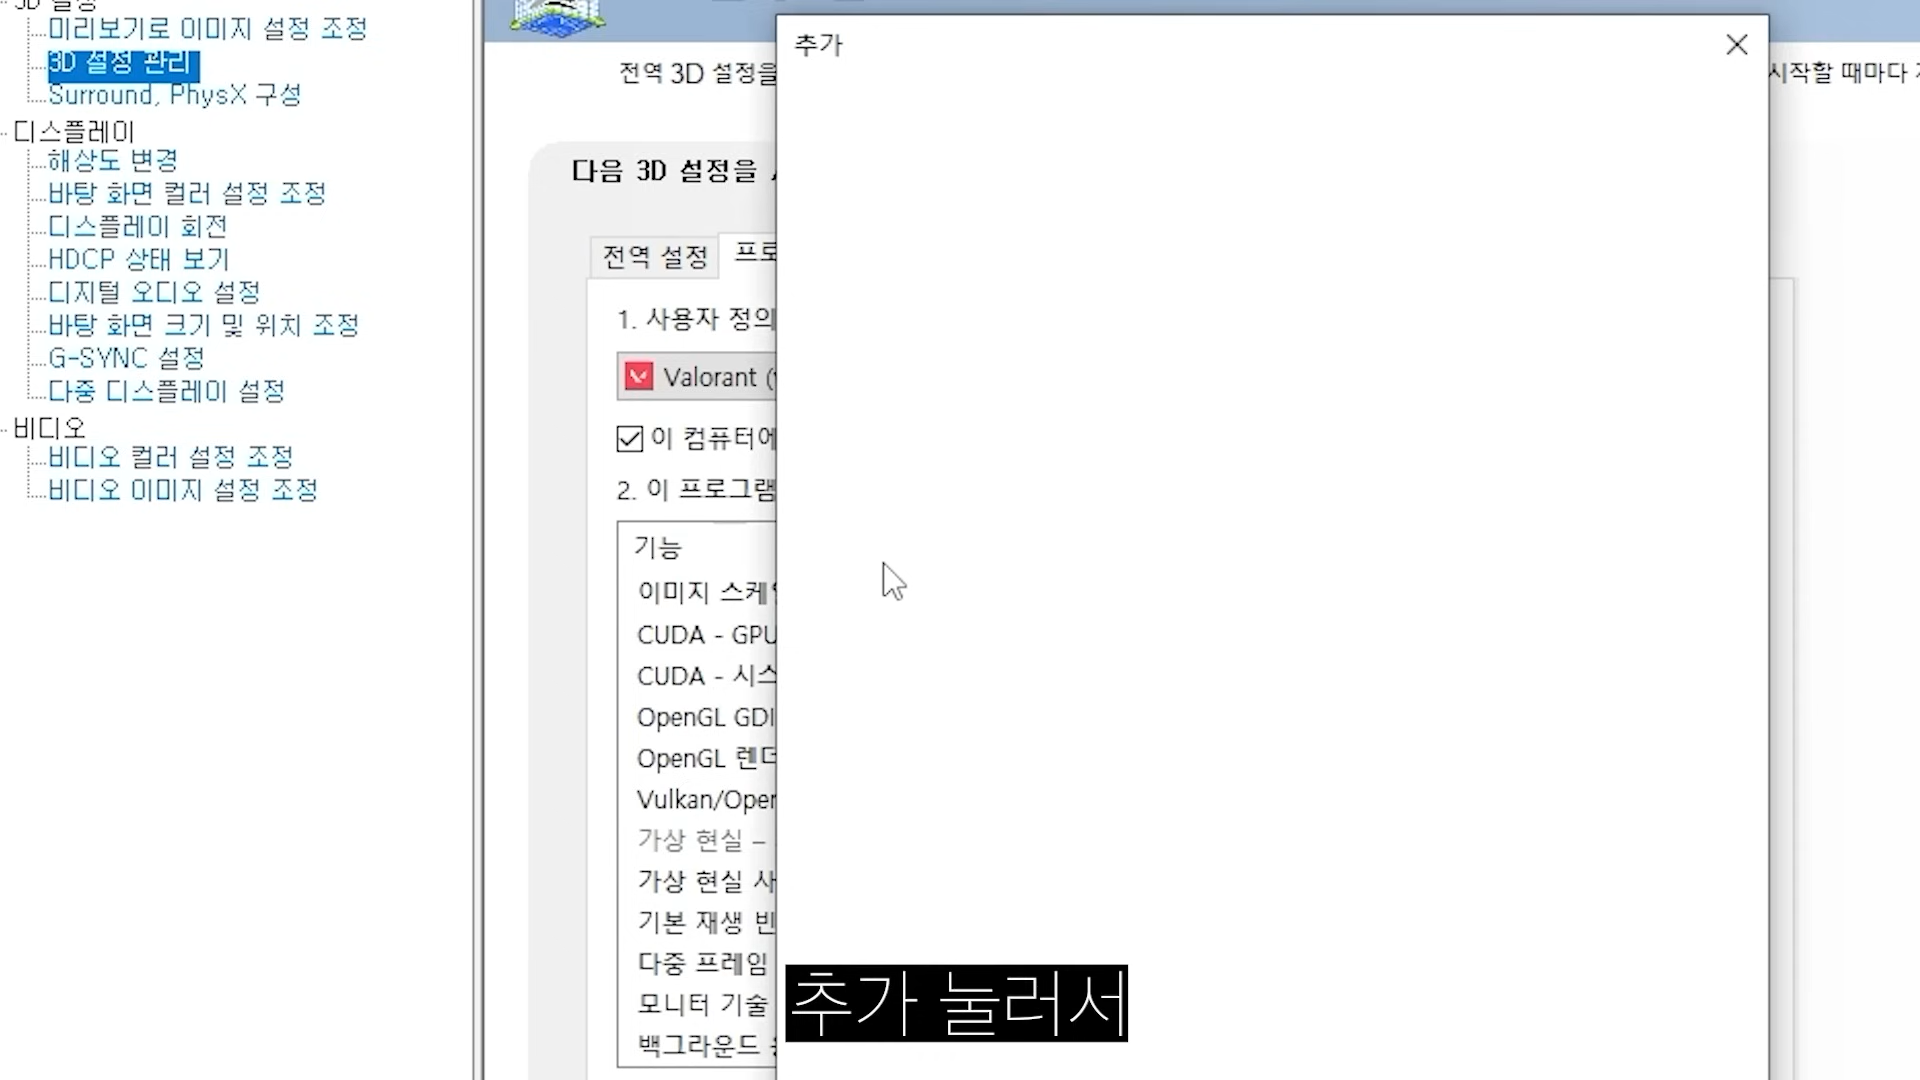 3D 설정
미리보기로 이미지 설정 조정
3D 설정 관리
Surround, PhysX 구성
디스플레이
해상도 변경
바탕 화면 컬러 설정 조정
디스플레이 회전
HDCP 상태 보기
디지털 오디오 설정
바탕 화면 크기 및 위치 조정
G-SYNC 설정
다중 디스플레이 설정
비디오
비디오 컬러 설정 조정
비디오 이미지 설정 조정
전역 3D 설정을
시작할 때마다
다음 3D 설정을
전역 설정
프로
1. 사용자 정의
Valorant
이 컴퓨터에
2. 이 프로그램
기능
이미지 스케일
CUDA - GPU
CUDA - 시스
OpenGL GDI
OpenGL 렌더
Vulkan/Open
가상 현실 –
가상 현실 사
기본 재생 빈
다중 프레임
모니터 기술
백그라운드
추가
추가 눌러서